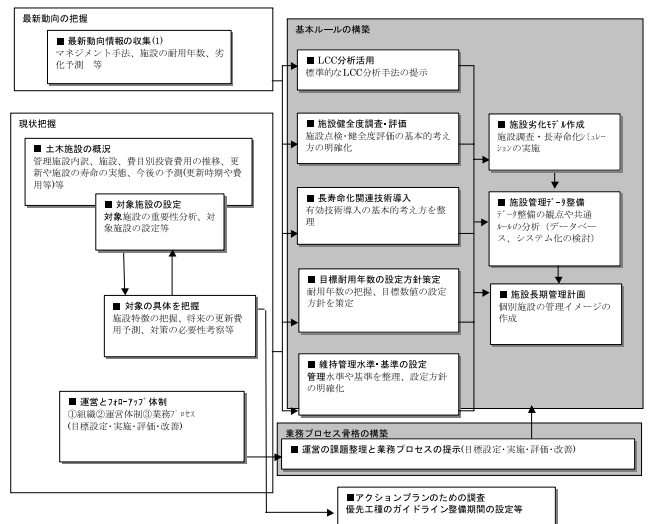 最新動向の把握
■ 最新動向情報の収集(1)
マネジメント手法、施設の耐用年数、劣
化予測　等
現状把握
■ 土木施設の概況
管理施設内訳、施設、費目別投資費用の推移、更
新や施設の寿命の実態、今後の予測(更新時期や費
用等)等
■ 対象施設の設定
対象施設の重要性分析、対
象施設の設定等
■ 対象の具体を把握
施設特徴の把握、将来の更新費
用予測、対策の必要性考察等
■ 運営とﾌｫﾛｰｱｯﾌﾟ体制
①組織②運営体制③業務ﾌﾟﾛｾｽ
(目標設定・実施・評価・改善)
基本ルールの構築
■ LCC分析活用
標準的なLCC分析手法の提示
■ 施設健全度調査・評価
施設点検・健全度評価の基本的考え
方の明確化
■ 長寿命化関連技術導入
有効技術導入の基本的考え方を整
理
■ 目標耐用年数の設定方針策定
耐用年数の把握、目標数値の設定
方針を策定
■ 維持管理水準・基準の設定
管理水準や基準を整理、設定方針
の明確化
■ 施設劣化ﾓﾃﾞﾙ作成
施設調査・長寿命化ｼﾐｭﾚｰ
ｼｮﾝの実施
■ 施設管理ﾃﾞｰﾀ整備
ﾃﾞｰﾀ整備の観点や共通
ﾙｰﾙの分析（データベー
ス、システム化の検討）
■ 施設長期管理計画
個別施設の管理イメージの
作成
業務プロセス骨格の構築
■ 運営の課題整理と業務プロセスの提示(目標設定・実施・評価・改善)
■アクションプランのための調査
優先工種のガイドライン整備期間の設定等